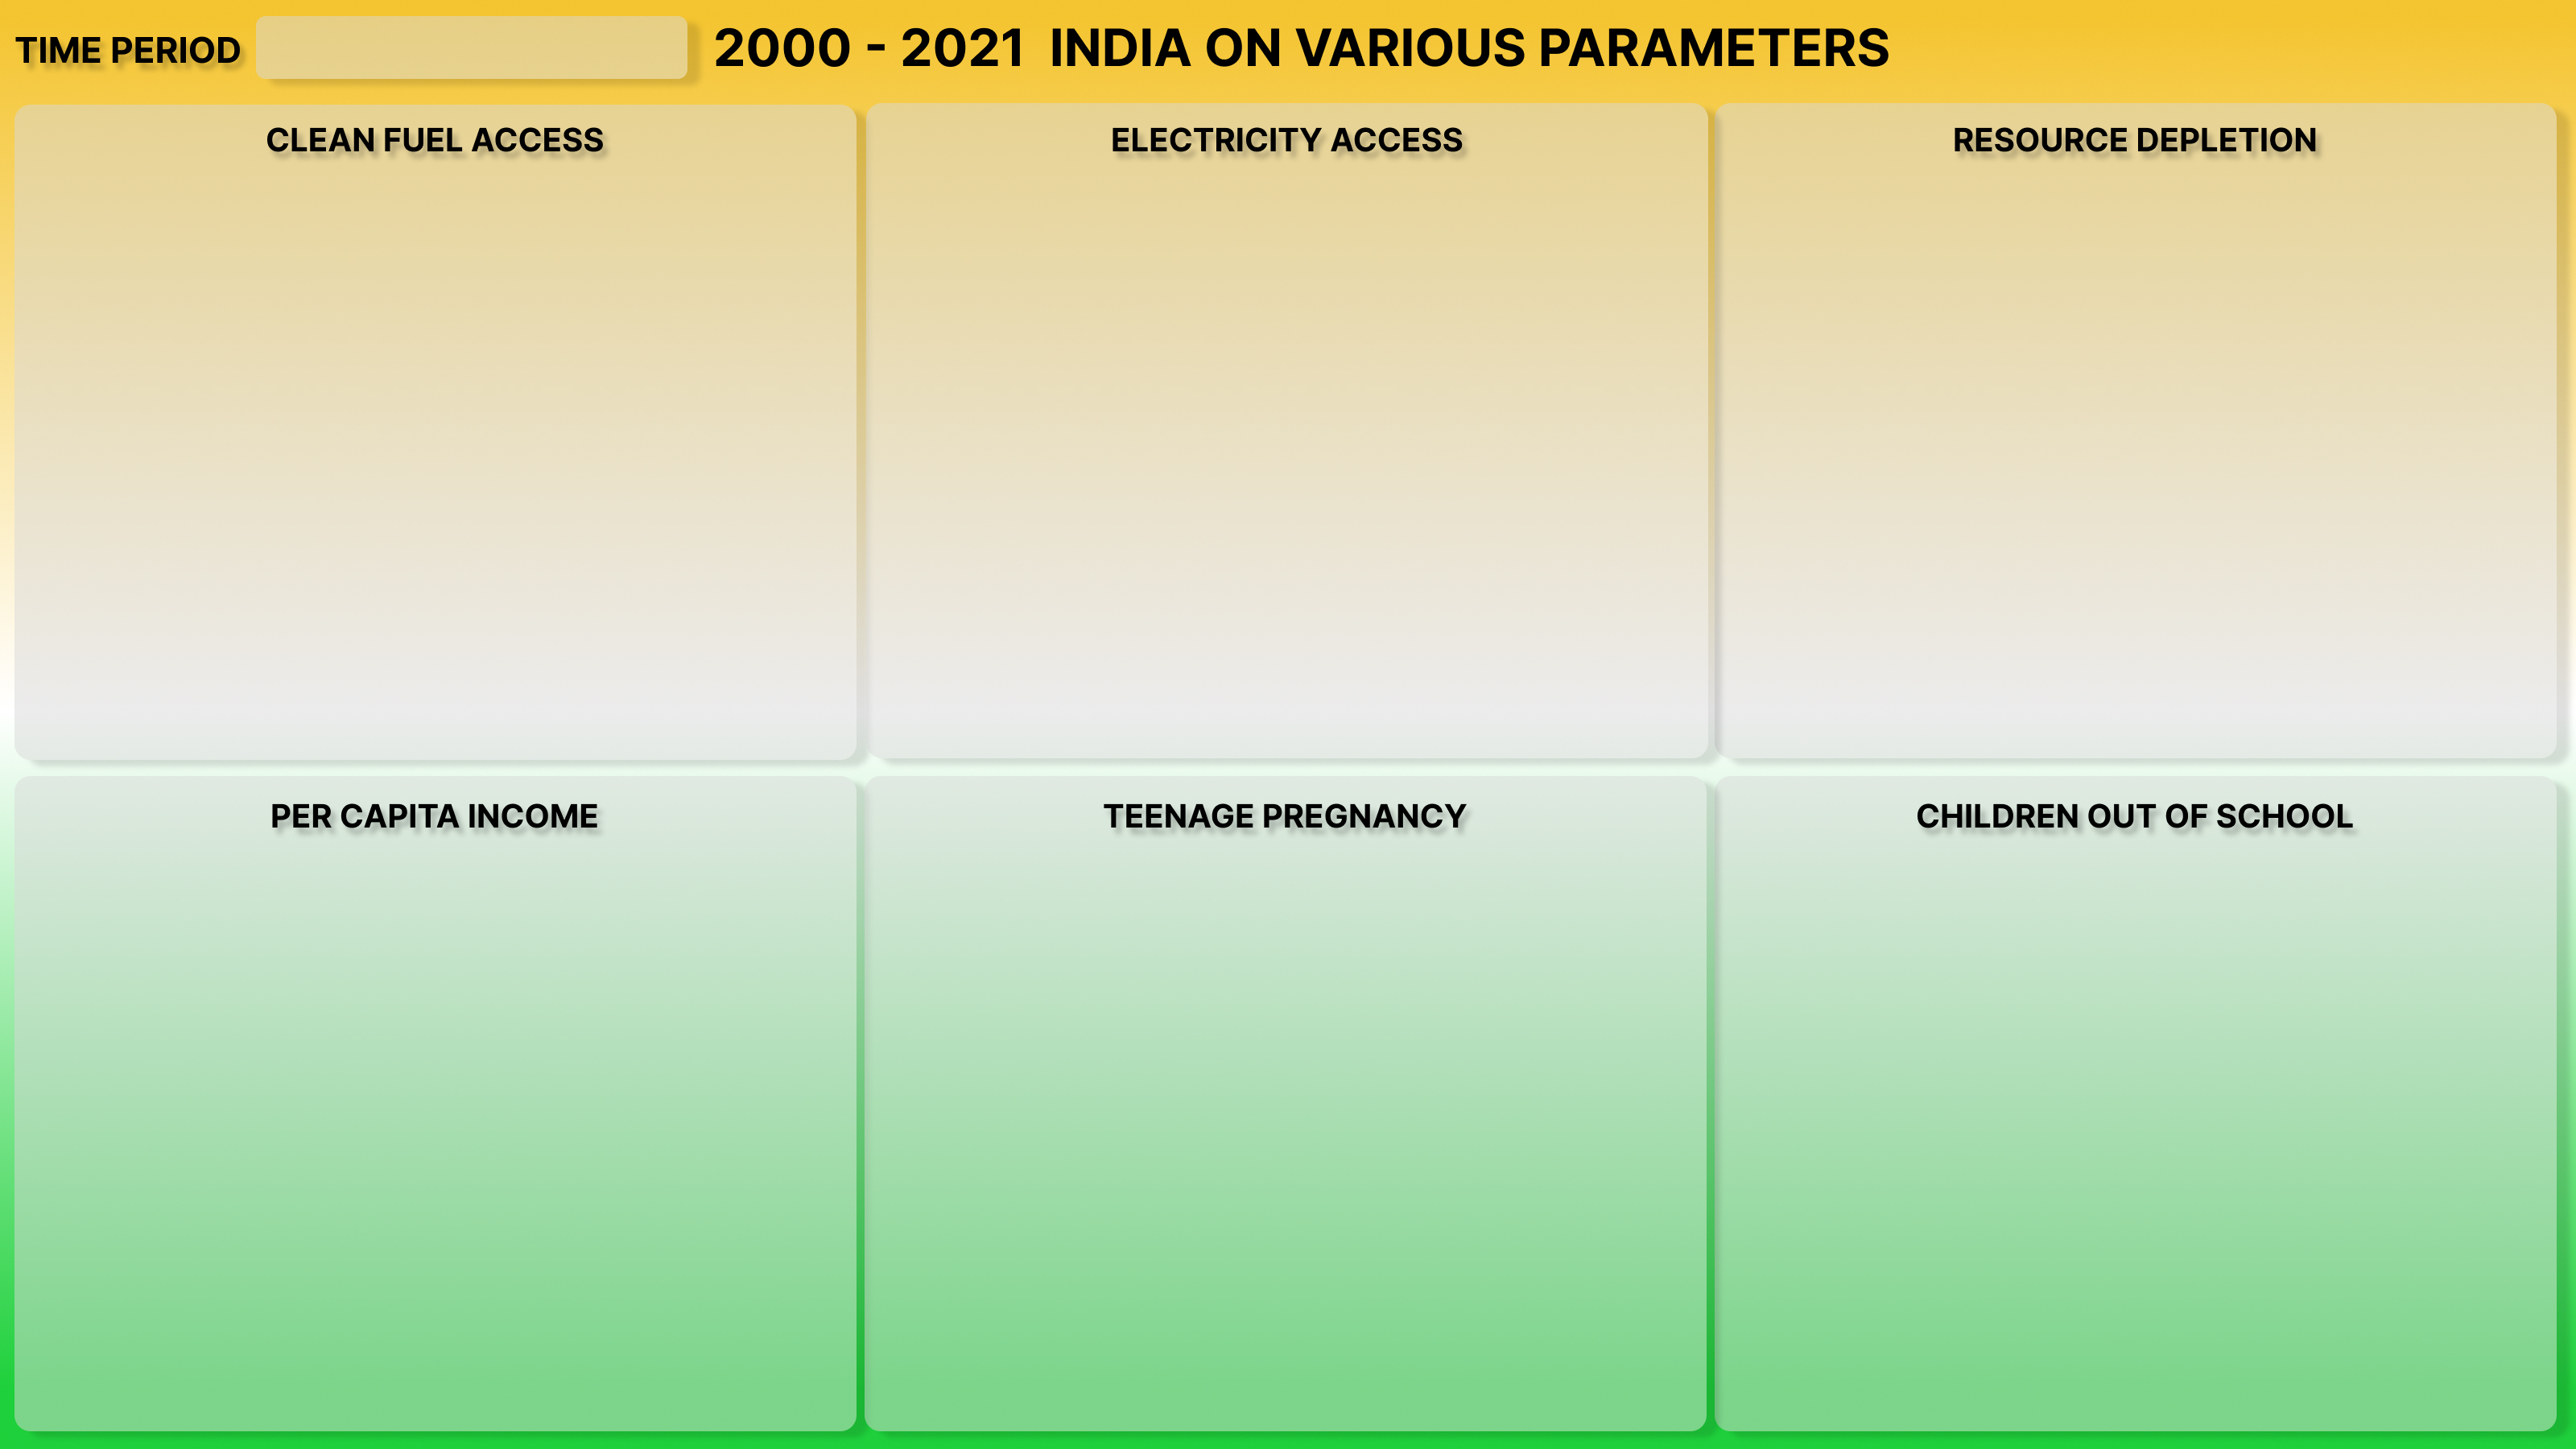 TIME PERIOD
2000 - 2021 INDIA ON VARIOUS PARAMETERS
CLEAN FUEL ACCESS
ELECTRICITY ACCESS
RESOURCE DEPLETION
PER CAPITA INCOME
TEENAGE PREGNANCY
CHILDREN OUT OF SCHOOL